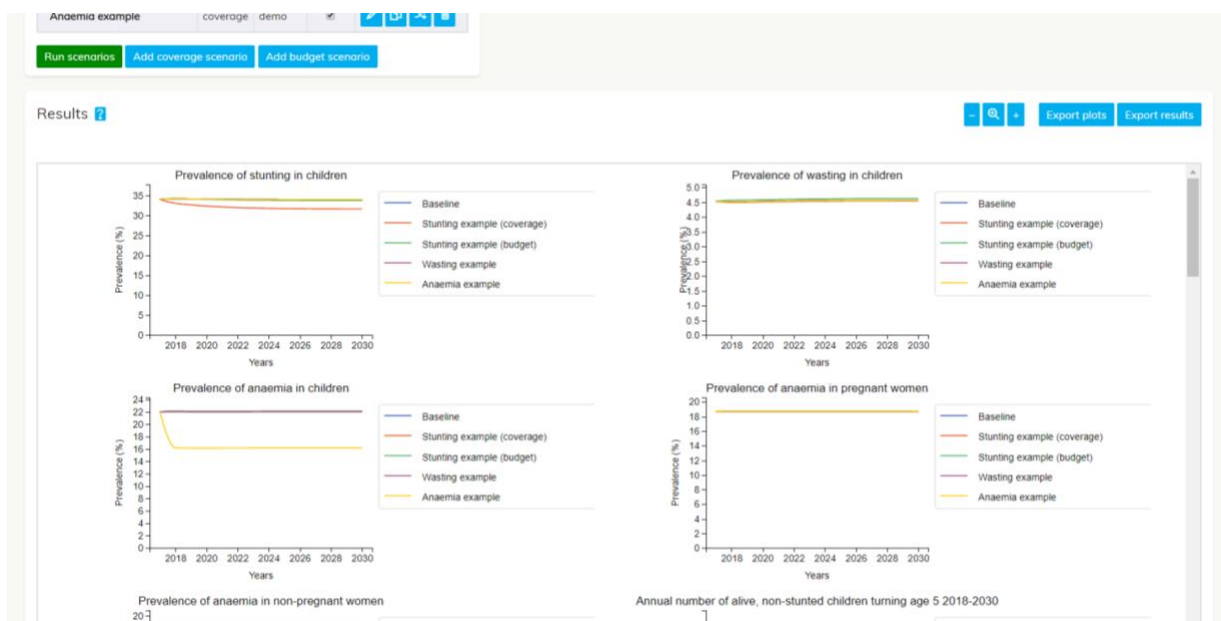 Anaemia example coverage demo
Run scenarios Add coverage scenario Add budget scenario
Results ?
- + Export plots Export results
Prevalence of stunting in children
Prevalence (%)
35
30
25
20
15
10
5
0
2018 2020 2022 2024 2026 2028 2030
Years
Baseline
Stunting example (coverage)
Stunting example (budget)
Wasting example
Anaemia example
Prevalence of wasting in children
Prevalence (%)
5.0
4.5
4.0
3.5
3.0
2.5
2.0
1.5
1.0
0.5
0.0
2018 2020 2022 2024 2026 2028 2030
Years
Baseline
Stunting example (coverage)
Stunting example (budget)
Wasting example
Anaemia example
Prevalence of anaemia in children
Prevalence (%)
24
22
20
18
16
14
12
10
8
6
4
2
0
2018 2020 2022 2024 2026 2028 2030
Years
Baseline
Stunting example (coverage)
Stunting example (budget)
Wasting example
Anaemia example
Prevalence of anaemia in pregnant women
Prevalence (%)
20
18
16
14
12
10
8
6
4
2
0
2018 2020 2022 2024 2026 2028 2030
Years
Baseline
Stunting example (coverage)
Stunting example (budget)
Wasting example
Anaemia example
Prevalence of anaemia in non-pregnant women
20
Annual number of alive, non-stunted children turning age 5 2018-2030